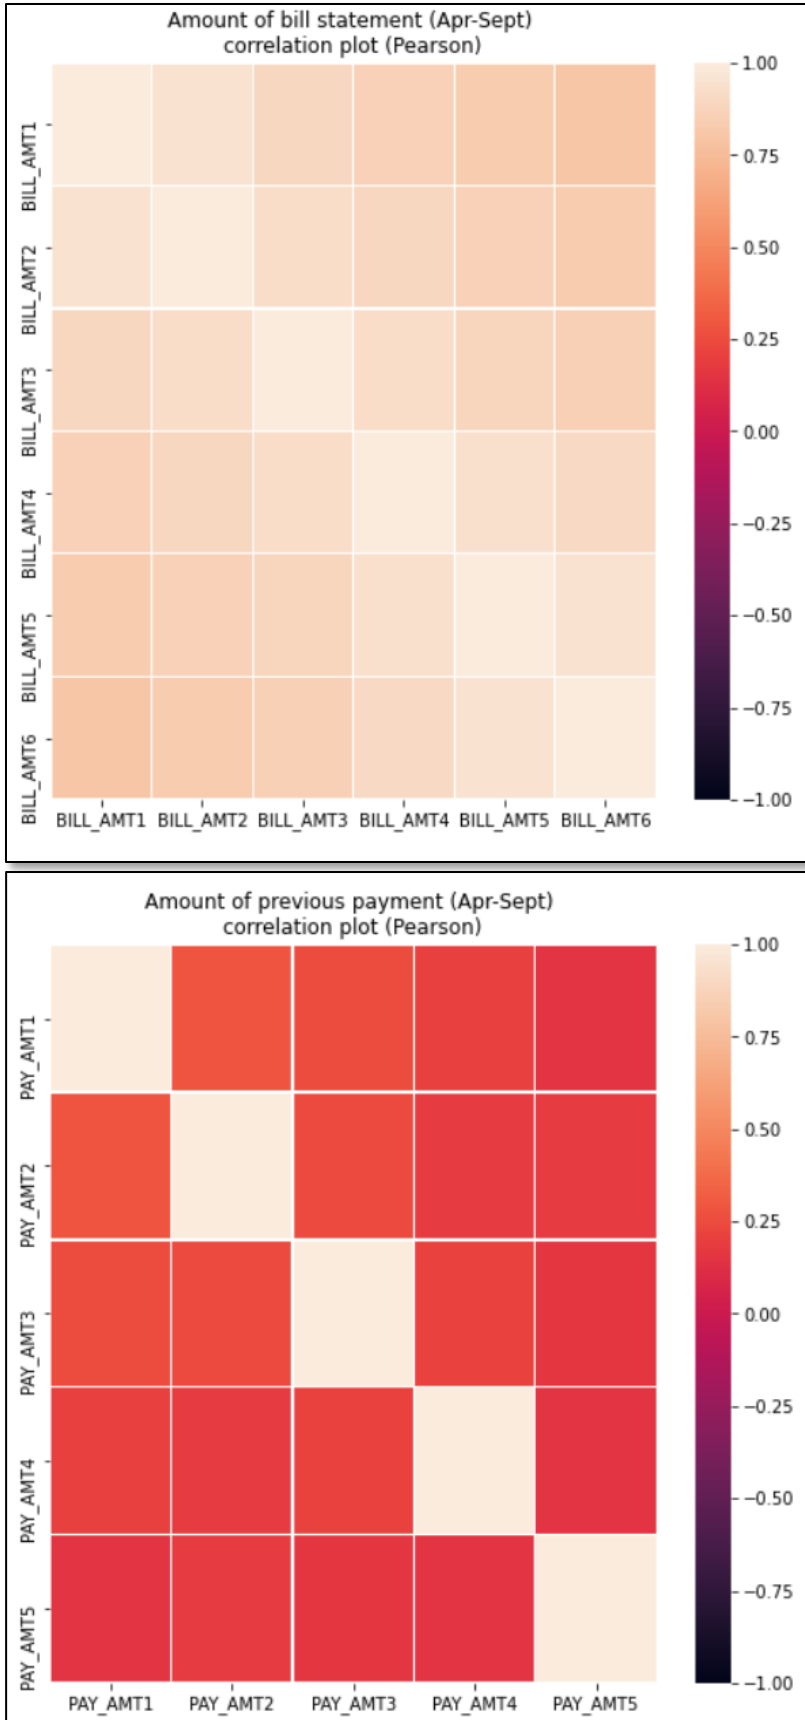 Amount of bill statement (Apr-Sept)
correlation plot (Pearson)
BILL_AMT1
BILL_AMT2
BILL_AMT3
BILL_AMT4
BILL_AMT5
BILL_AMT6
BILL_AMT1 BILL_AMT2 BILL_AMT3 BILL_AMT4 BILL_AMT5 BILL_AMT6
1.00
0.75
0.50
0.25
0.00
−0.25
−0.50
−0.75
−1.00
Amount of previous payment (Apr-Sept)
correlation plot (Pearson)
PAY_AMT1
PAY_AMT2
PAY_AMT3
PAY_AMT4
PAY_AMT5
PAY_AMT1 PAY_AMT2 PAY_AMT3 PAY_AMT4 PAY_AMT5
1.00
0.75
0.50
0.25
0.00
−0.25
−0.50
−0.75
−1.00